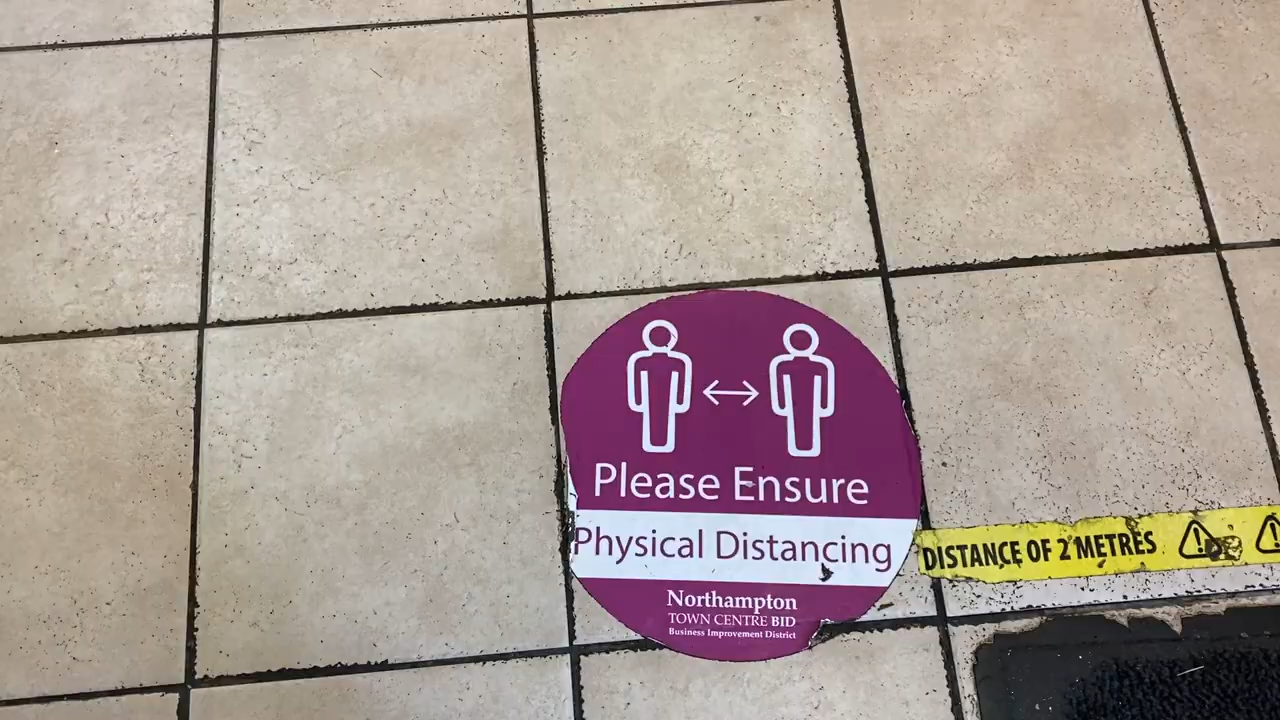 Please Ensure
Physical Distancing
Northampton
TOWN CENTRE BID
Business Improvement District
DISTANCE OF 2 METRES